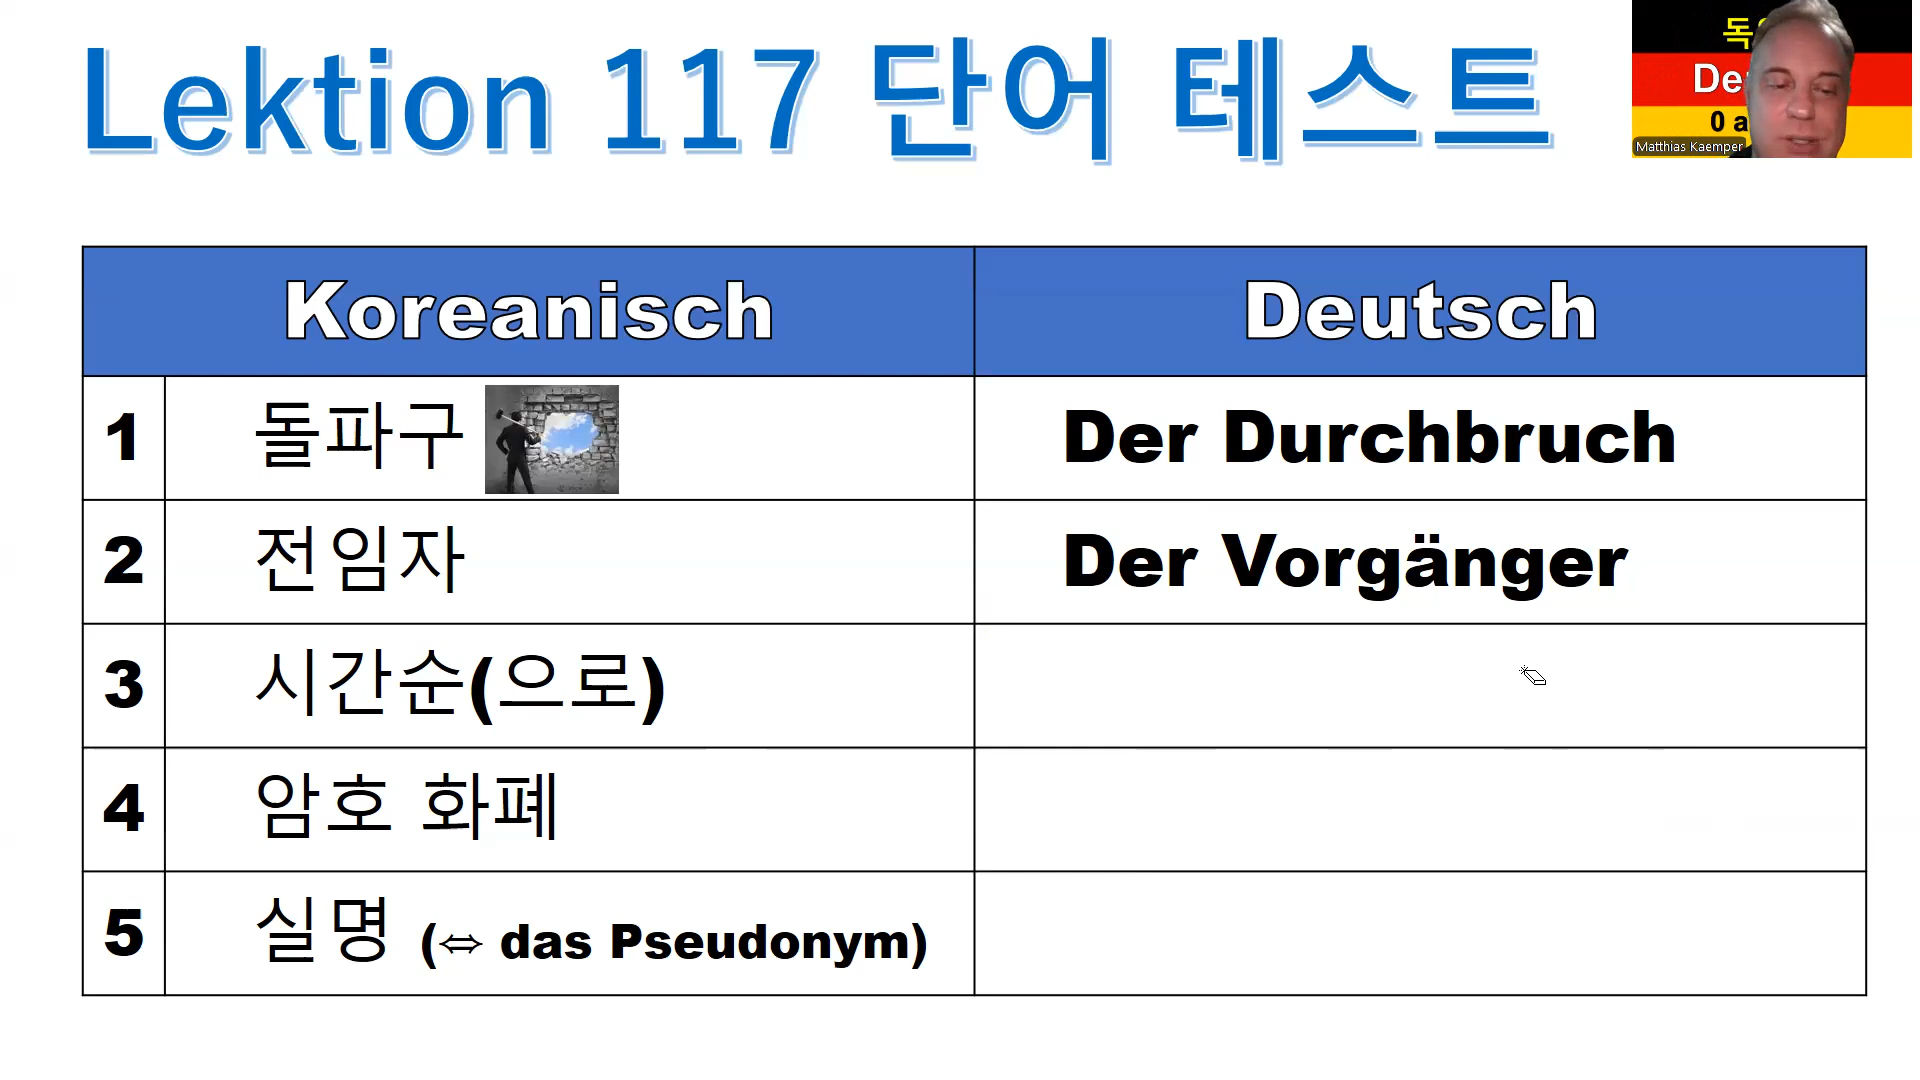 Lektion 117 단어 테스트
독
De
0 a
Matthias Kaemper
Koreanisch Deutsch
1 돌파구 Der Durchbruch
2 전임자 Der Vorgänger
3 시간순(으로)
4 암호 화폐
5 실명 (⇔ das Pseudonym)